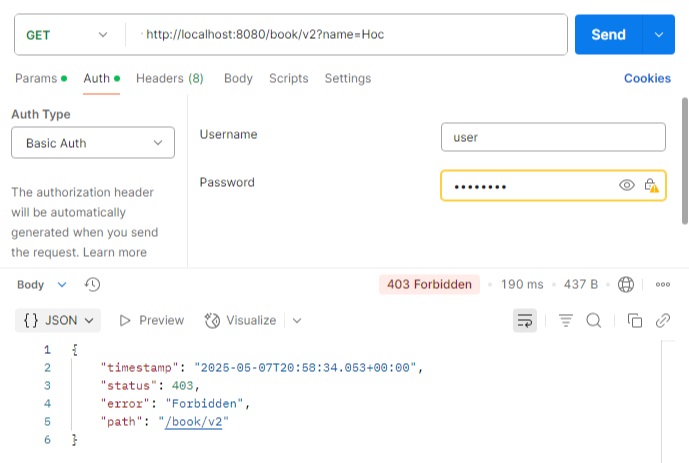 GET http://localhost:8080/book/v2?name=Hoc Send
Params Auth Headers (8) Body Scripts Settings Cookies
Auth Type
Basic Auth
The authorization header
will be automatically
generated when you send
the request. Learn more
Username user
Password ••••••••
Body 403 Forbidden 190 ms 437 B
{} JSON Preview Visualize
1 {
2 "timestamp": "2025-05-07T20:58:34.053+00:00",
3 "status": 403,
4 "error": "Forbidden",
5 "path": "/book/v2"
6 }